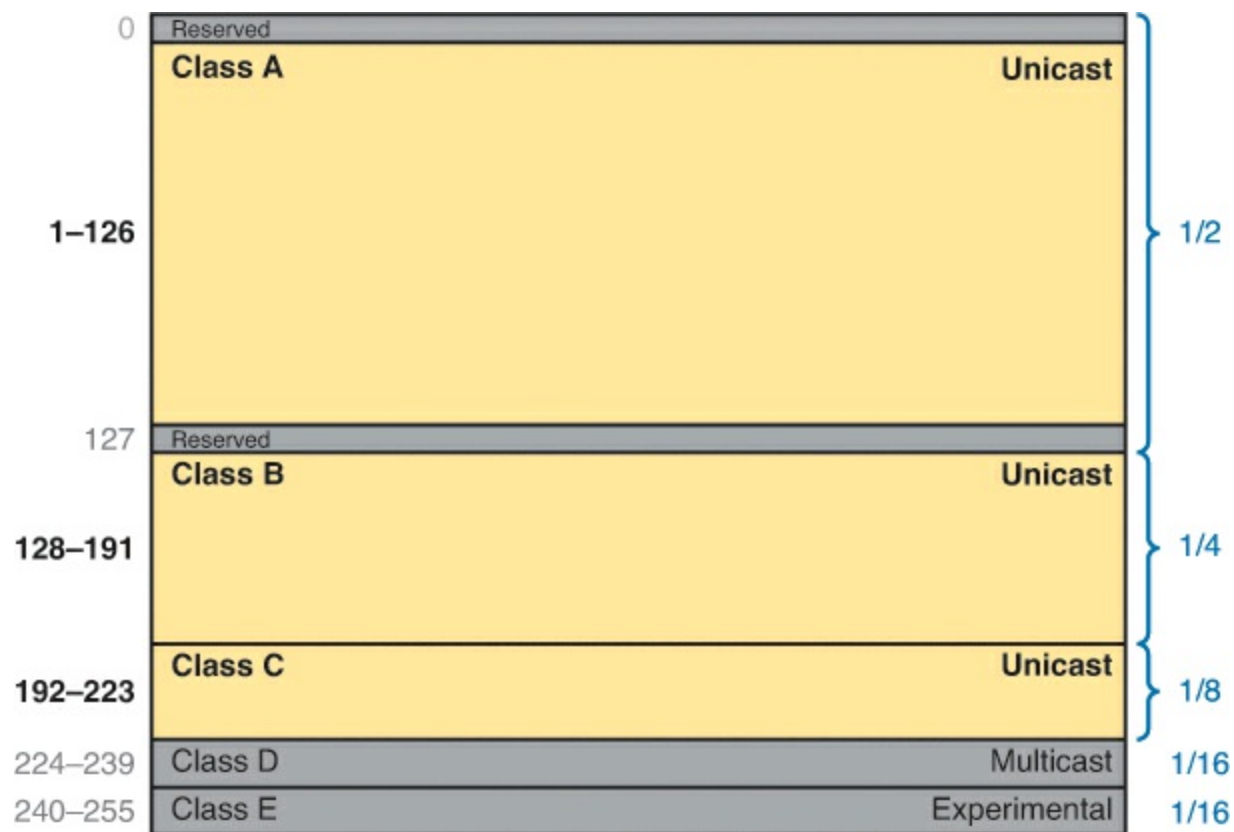 0 Reserved
Class A Unicast
1–126 1/2
127 Reserved
Class B Unicast
128–191 1/4
Class C Unicast
192–223 1/8
224–239 Class D Multicast 1/16
240–255 Class E Experimental 1/16